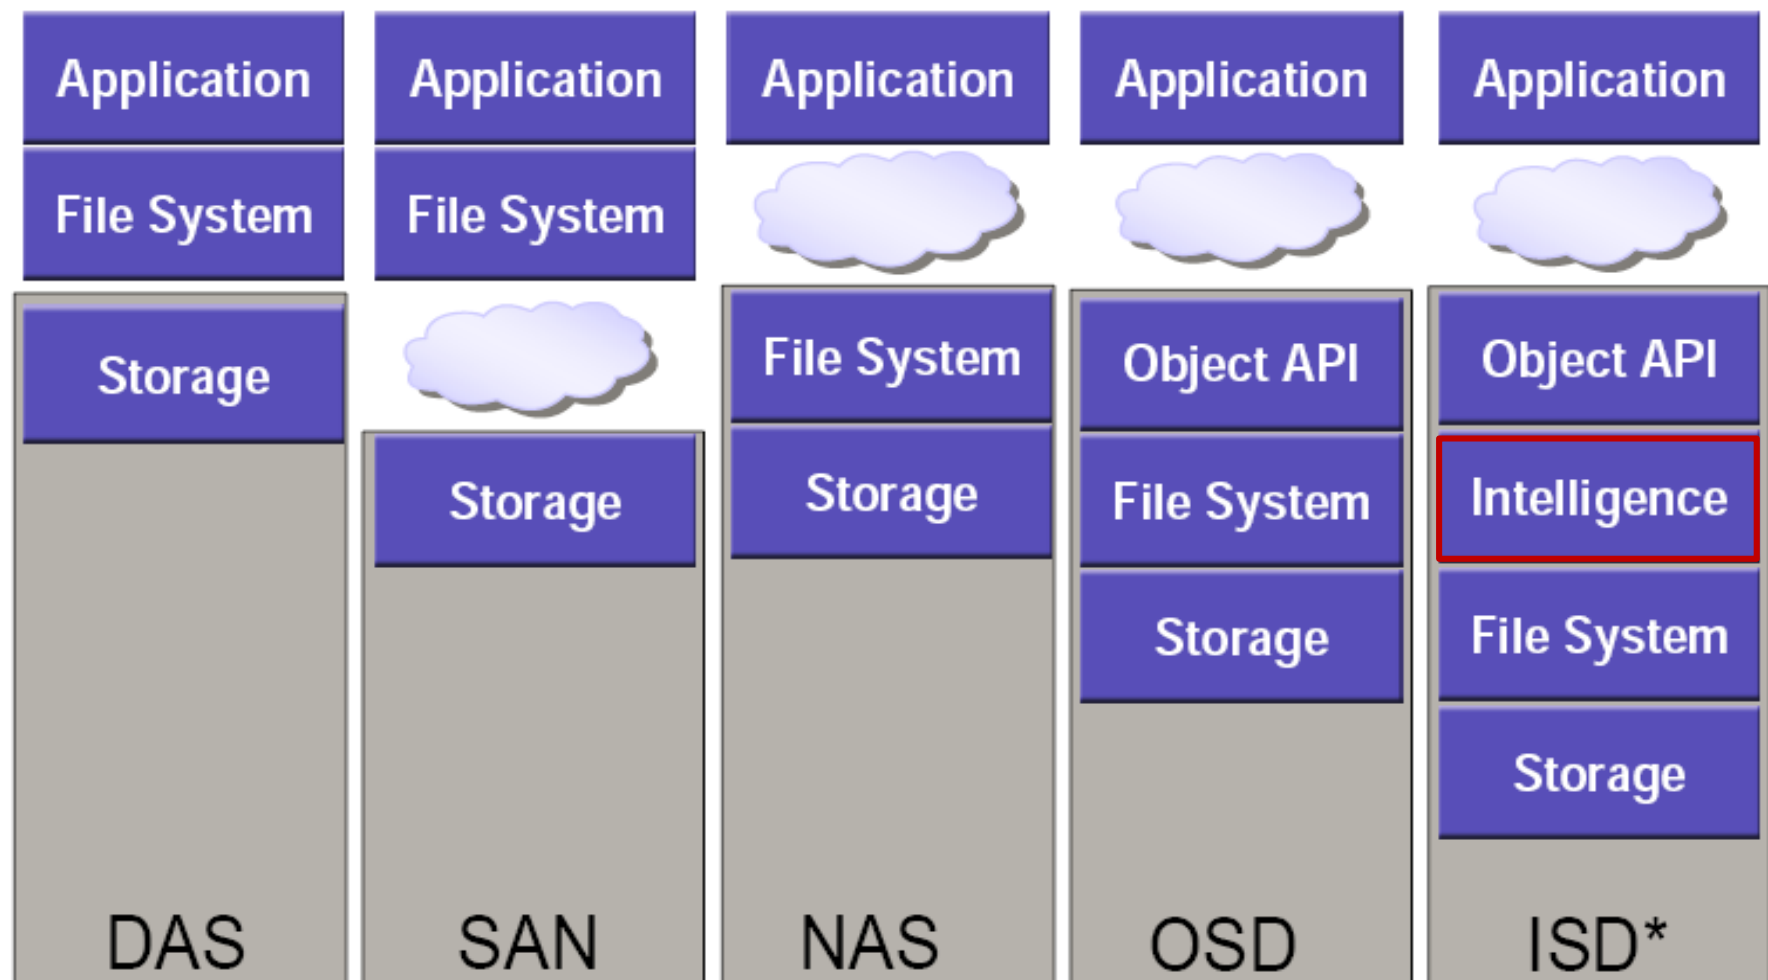 Application
File System
Storage
DAS
Application
File System
Storage
SAN
Application
File System
Storage
NAS
Application
Object API
File System
Storage
OSD
Application
Object API
Intelligence
File System
Storage
ISD*